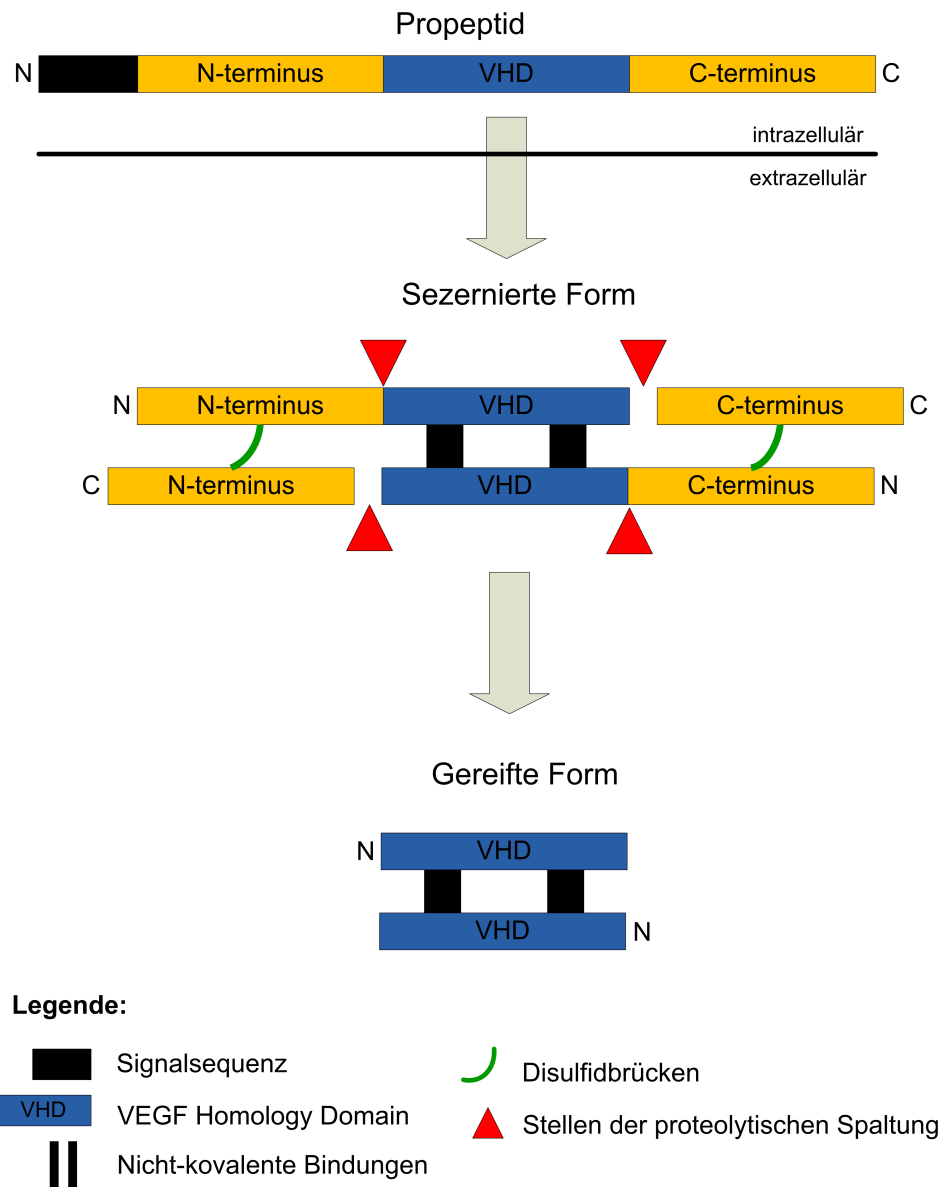 Propeptid
N N-terminus VHD C-terminus C
intrazellulär
extrazellulär
Sezernierte Form
N N-terminus VHD C-terminus C
C N-terminus VHD C-terminus N
Gereifte Form
N VHD
VHD N
Legende:
Signalsequenz
VHD VEGF Homology Domain
Nicht-kovalente Bindungen
Disulfidbrücken
Stellen der proteolytischen Spaltung